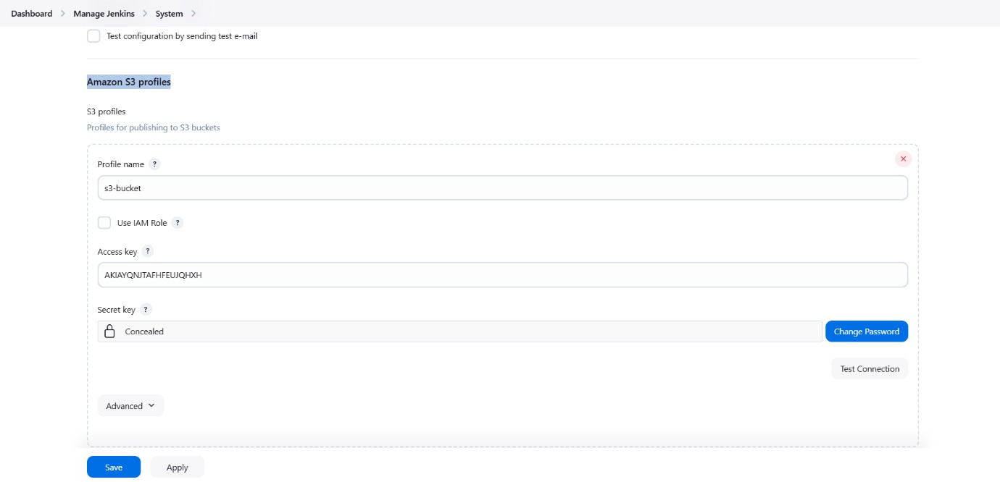 Dashboard > Manage Jenkins > System >
Test configuration by sending test e-mail
Amazon S3 profiles
S3 profiles
Profiles for publishing to S3 buckets
Profile name ?
s3-bucket
Use IAM Role ?
Access key ?
AKIAYQNJTAFHFEUJQHXH
Secret key ?
Concealed Change Password
Test Connection
Advanced
Save Apply